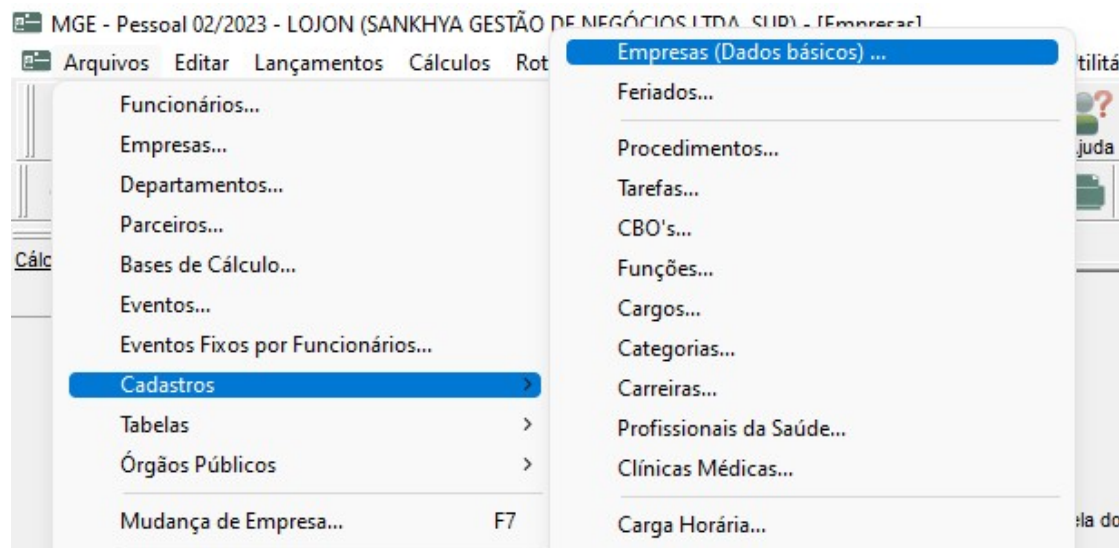 MGE - Pessoal 02/2023 - LOJON (SANKHYA GESTÃO DE NEGÓCIOS LTDA SUP) - [Empresas]
Arquivos Editar Lançamentos Cálculos
Funcionários...
Empresas...
Departamentos...
Parceiros...
Bases de Cálculo...
Eventos...
Eventos Fixos por Funcionários...
Cadastros
Tabelas
Órgãos Públicos
Mudança de Empresa... F7
Empresas (Dados básicos) ...
Feriados...
Procedimentos...
Tarefas...
CBO's...
Funções...
Cargos...
Categorias...
Carreiras...
Profissionais da Saúde...
Clínicas Médicas...
Carga Horária...